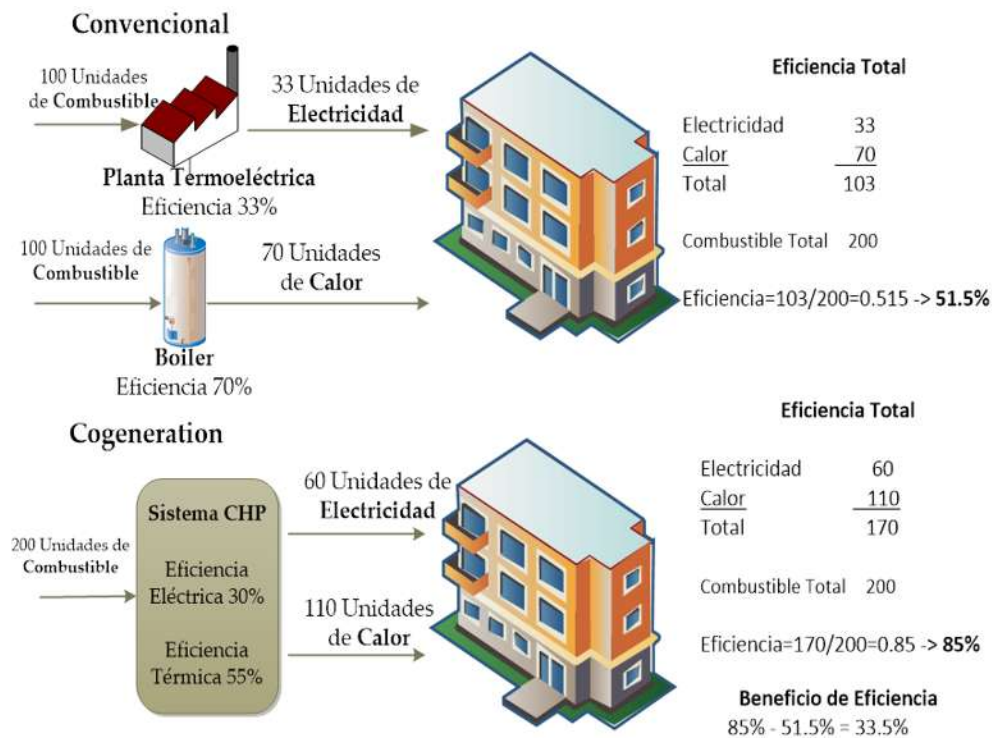 Convencional
100 Unidades
de Combustible
33 Unidades de
Electricidad
Planta Termoeléctrica
Eficiencia 33%
100 Unidades de
Combustible
70 Unidades
de Calor
Boiler
Eficiencia 70%
Eficiencia Total
Electricidad 33
Calor 70
Total 103
Combustible Total 200
Eficiencia=103/200=0.515 -> 51.5%
Cogeneration
200 Unidades de
Combustible
Sistema CHP
Eficiencia
Eléctrica 30%
Eficiencia
Térmica 55%
60 Unidades de
Electricidad
110 Unidades
de Calor
Eficiencia Total
Electricidad 60
Calor 110
Total 170
Combustible Total 200
Eficiencia=170/200=0.85 -> 85%
Beneficio de Eficiencia
85% - 51.5% = 33.5%